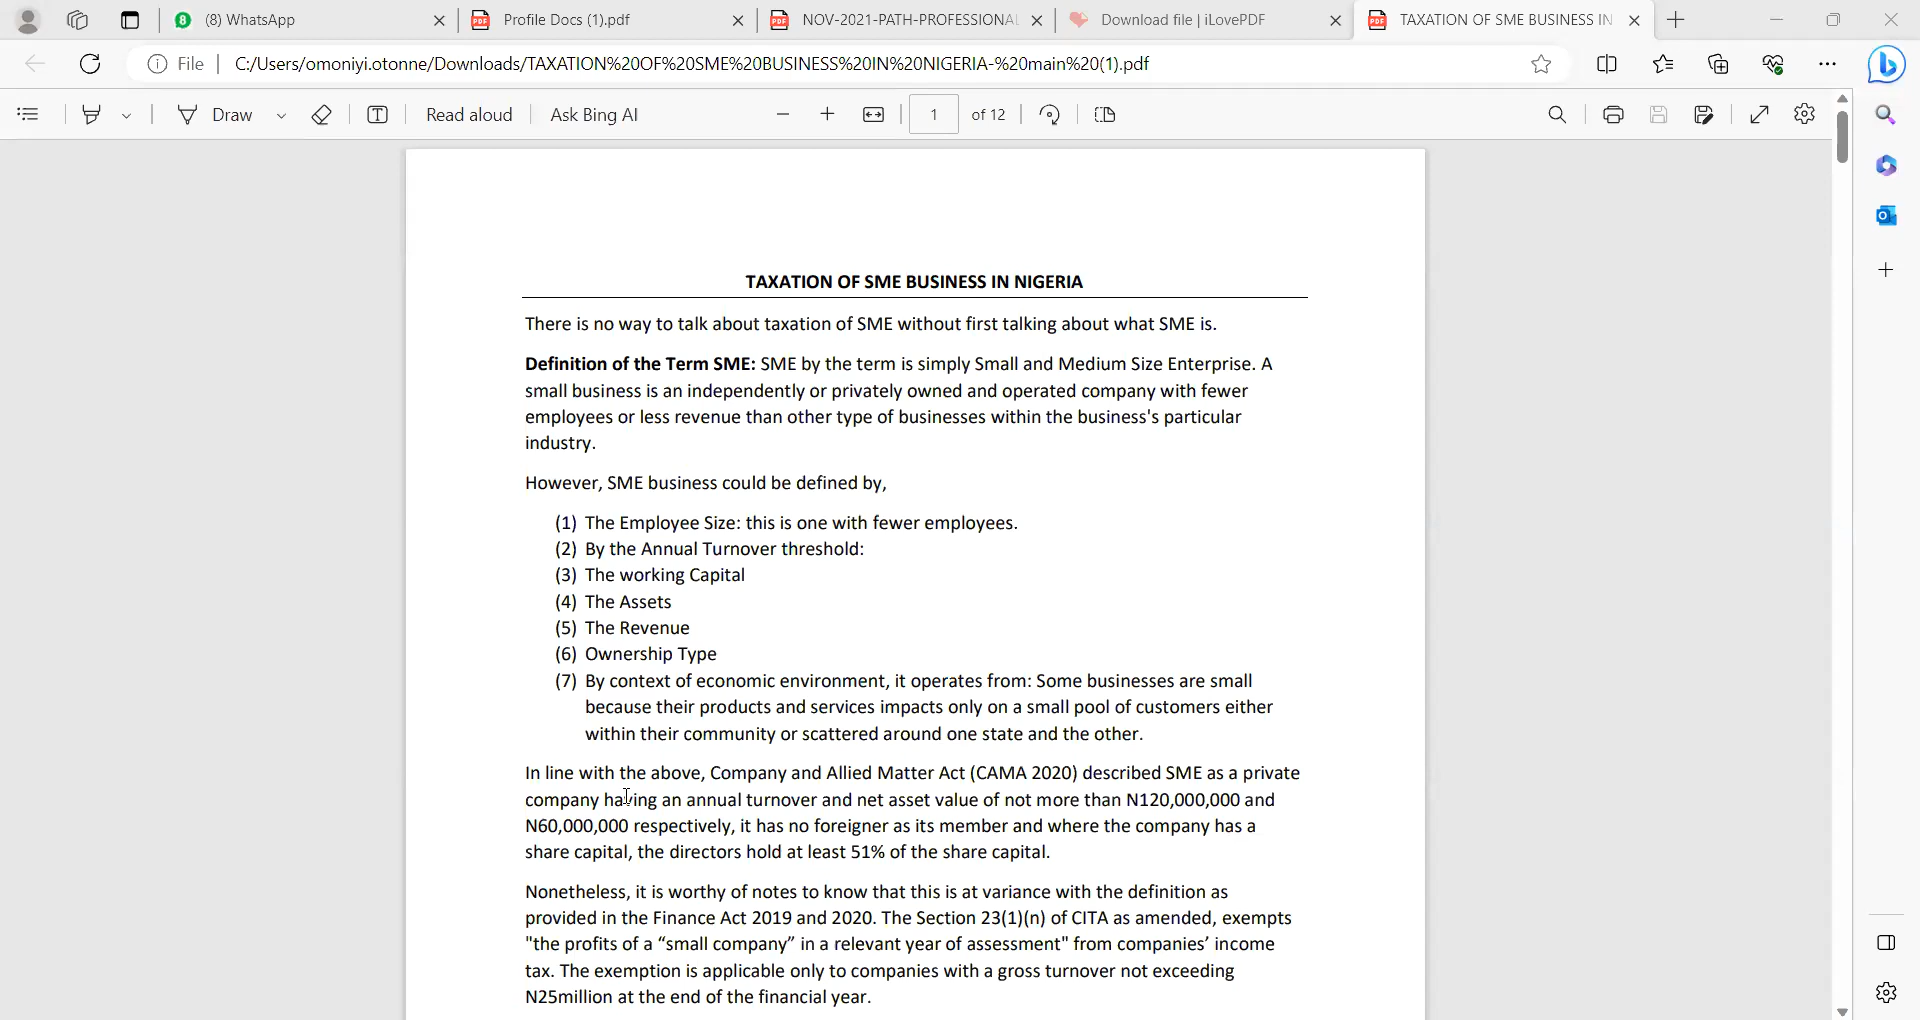 (8) WhatsApp
Profile Docs (1).pdf
NOV-2021-PATH-PROFESSIONAL
Download file | iLovePDF
TAXATION OF SME BUSINESS IN
File
C:/Users/omoniyi.otonne/Downloads/TAXATION%20OF%20SME%20BUSINESS%20IN%20NIGERIA-%20main%20(1).pdf
Draw
Read aloud
Ask Bing AI
1 of 12
TAXATION OF SME BUSINESS IN NIGERIA
There is no way to talk about taxation of SME without first talking about what SME is.
Definition of the Term SME: SME by the term is simply Small and Medium Size Enterprise. A
small business is an independently or privately owned and operated company with fewer
employees or less revenue than other type of businesses within the business's particular
industry.
However, SME business could be defined by,
(1) The Employee Size: this is one with fewer employees.
(2) By the Annual Turnover threshold:
(3) The working Capital
(4) The Assets
(5) The Revenue
(6) Ownership Type
(7) By context of economic environment, it operates from: Some businesses are small
because their products and services impacts only on a small pool of customers either
within their community or scattered around one state and the other.
In line with the above, Company and Allied Matter Act (CAMA 2020) described SME as a private
company having an annual turnover and net asset value of not more than N120,000,000 and
N60,000,000 respectively, it has no foreigner as its member and where the company has a
share capital, the directors hold at least 51% of the share capital.
Nonetheless, it is worthy of notes to know that this is at variance with the definition as
provided in the Finance Act 2019 and 2020. The Section 23(1)(n) of CITA as amended, exempts
"the profits of a “small company” in a relevant year of assessment" from companies’ income
tax. The exemption is applicable only to companies with a gross turnover not exceeding
N25million at the end of the financial year.